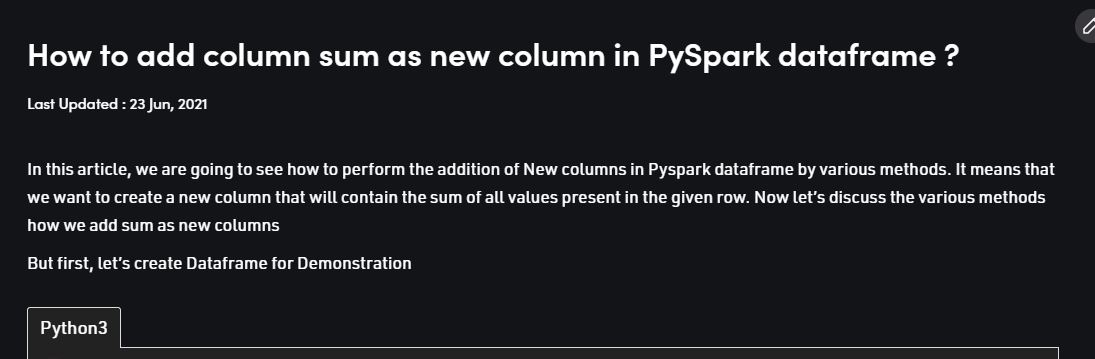 How to add column sum as new column in PySpark dataframe ?
Last Updated : 23 Jun, 2021
In this article, we are going to see how to perform the addition of New columns in Pyspark dataframe by various methods. It means that
we want to create a new column that will contain the sum of all values present in the given row. Now let’s discuss the various methods
how we add sum as new columns
But first, let’s create Dataframe for Demonstration
Python3